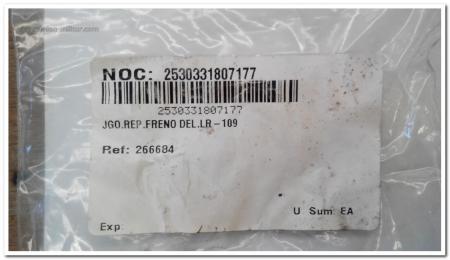 NOC: 2530331807177
2530331807177
JGO.REP.FRENO DEL.LR-109
Ref: 266684
U Sum EA
Exp.